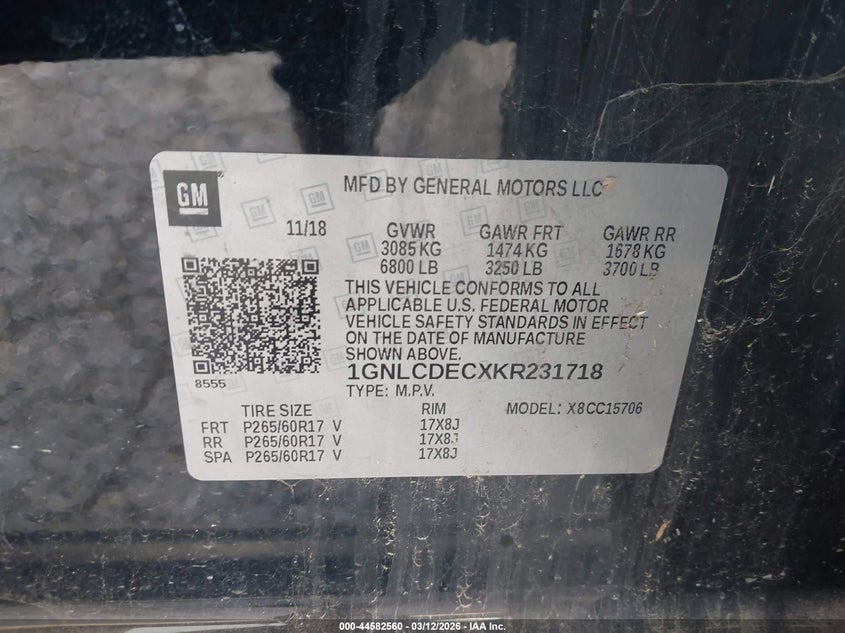 GM
MFD BY GENERAL MOTORS LLC
11/18 GVWR GAWR FRT GAWR RR
3085 KG 1474 KG 1678 KG
6800 LB 3250 LB 3700 LB
THIS VEHICLE CONFORMS TO ALL
APPLICABLE U.S. FEDERAL MOTOR
VEHICLE SAFETY STANDARDS IN EFFECT
ON THE DATE OF MANUFACTURE
SHOWN ABOVE.
8555
1GNLCDECXKR231718
TYPE: M.P.V.
TIRE SIZE RIM MODEL: X8CC15706
FRT P265/60R17 V 17X8J
RR P265/60R17 V 17X8J
SPA P265/60R17 V 17X8J
000-44582560 - 03/12/2026 - IAA Inc.